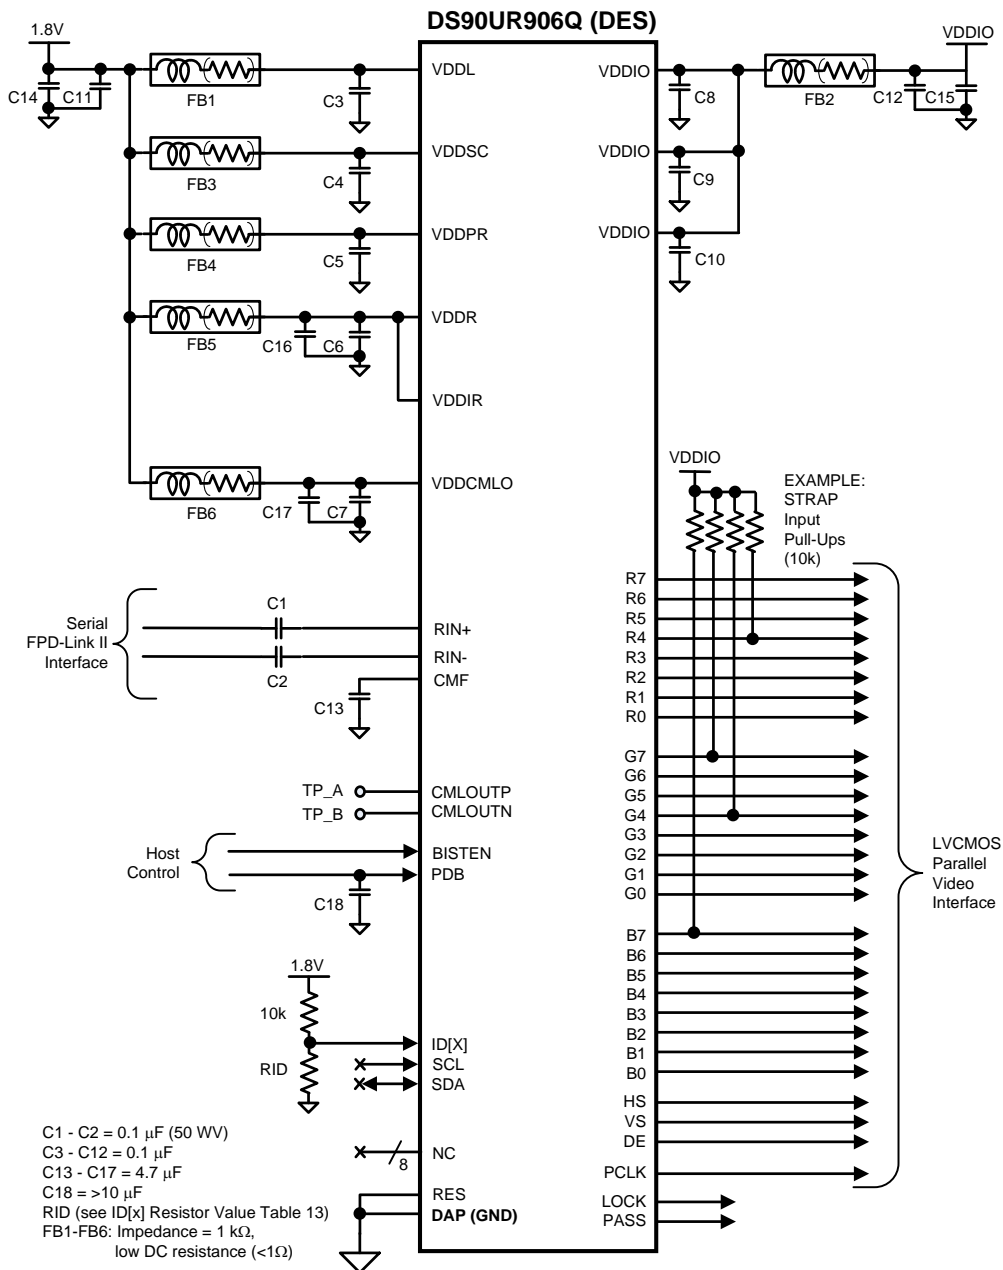 DS90UR906Q (DES)
1.8V
C14
C11
FB1
C3
VDDL
FB3
C4
VDDSC
FB4
C5
VDDPR
FB5
C16
C6
VDDR
VDDIR
FB6
C17
C7
VDDCMLO
VDDIO
C8
FB2
C12
C15
VDDIO
VDDIO
C9
VDDIO
C10
Serial
FPD-Link II
Interface
C1
C2
RIN+
RIN-
CMF
C13
TP_A
TP_B
CMLOUTP
CMLOUTN
Host
Control
BISTEN
PDB
C18
1.8V
10k
RID
ID[X]
SCL
SDA
8
NC
RES
DAP (GND)
VDDIO
EXAMPLE:
STRAP
Input
Pull-Ups
(10k)
R7
R6
R5
R4
R3
R2
R1
R0
G7
G6
G5
G4
G3
G2
G1
G0
B7
B6
B5
B4
B3
B2
B1
B0
HS
VS
DE
PCLK
LOCK
PASS
LVCMOS
Parallel
Video
Interface
C1 - C2 = 0.1 μF (50 WV)
C3 - C12 = 0.1 μF
C13 - C17 = 4.7 μF
C18 = >10 μF
RID (see ID[x] Resistor Value Table 13)
FB1-FB6: Impedance = 1 kΩ,
low DC resistance (<1Ω)